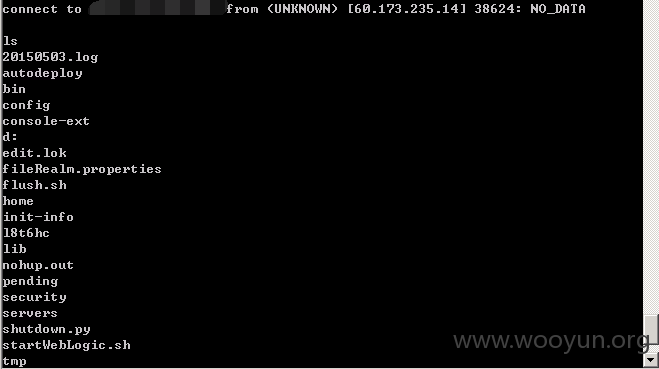 connect to from (UNKNOWN) [60.173.235.14] 38624: NO_DATA
ls
20150503.log
autodeploy
bin
config
console-ext
d:
edit.lok
fileRealm.properties
flush.sh
home
init-info
l8t6hc
lib
nohup.out
pending
security
servers
shutdown.py
startWebLogic.sh
tmp
www.wooyun.org